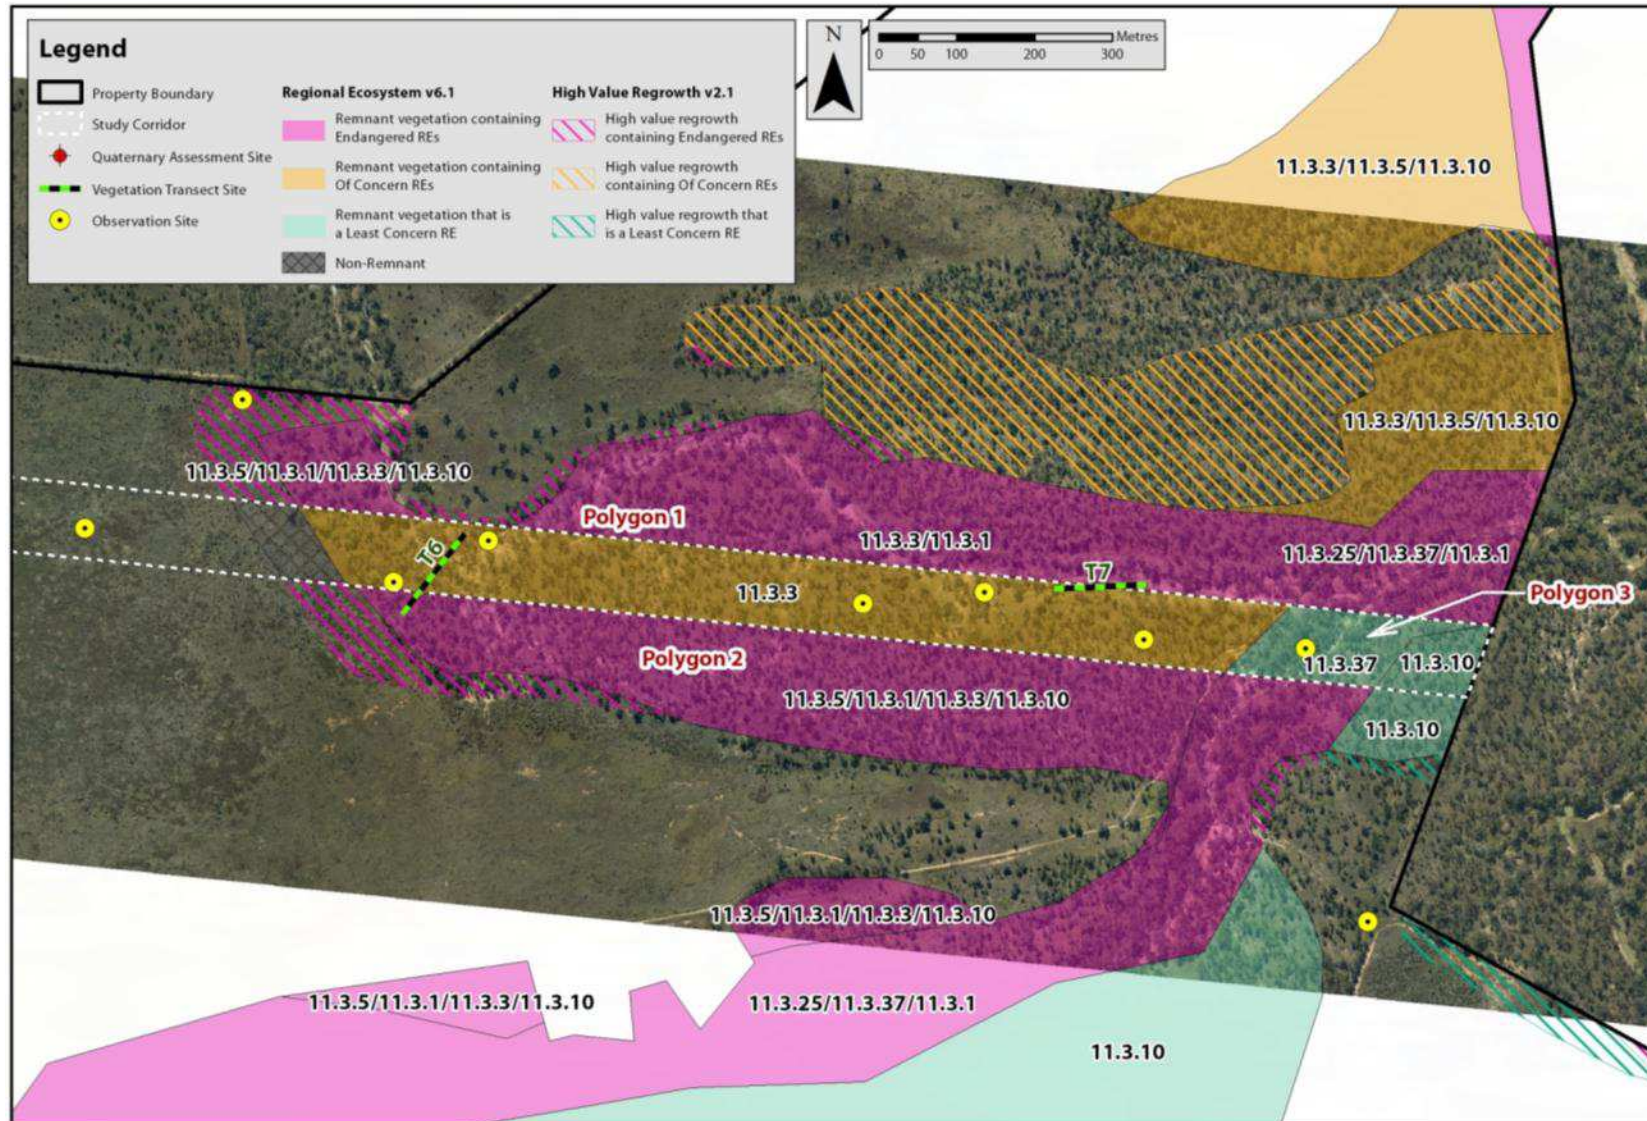 Legend
Property Boundary
Study Corridor
Quaternary Assessment Site
Vegetation Transect Site
Observation Site
Regional Ecosystem v6.1
Remnant vegetation containing
Endangered REs
Remnant vegetation containing
Of Concern REs
Remnant vegetation that is
a Least Concern RE
Non-Remnant
High Value Regrowth v2.1
High value regrowth
containing Endangered REs
High value regrowth
containing Of Concern REs
High value regrowth that
is a Least Concern RE
N
Metres
0 50 100 200 300
11.3.3/11.3.5/11.3.10
11.3.3/11.3.5/11.3.10
11.3.5/11.3.1/11.3.3/11.3.10
Polygon 1
11.3.3/11.3.1
11.3.25/11.3.37/11.3.1
T6
T7
11.3.3
Polygon 3
Polygon 2
11.3.37
11.3.10
11.3.5/11.3.1/11.3.3/11.3.10
11.3.10
11.3.5/11.3.1/11.3.3/11.3.10
11.3.5/11.3.1/11.3.3/11.3.10
11.3.25/11.3.37/11.3.1
11.3.10